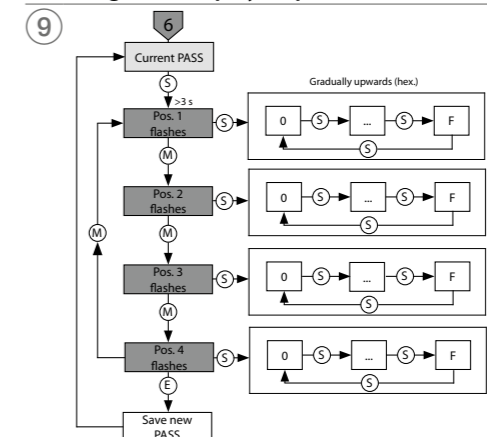 9
6
Current PASS
S
>3 s
Gradually upwards (hex.)
Pos. 1
flashes
S
0
S
...
S
F
S
M
Pos. 2
flashes
S
0
S
...
S
F
S
M
M
Pos. 3
flashes
S
0
S
...
S
F
S
M
Pos. 4
flashes
S
0
S
...
S
F
S
E
Save new
PASS